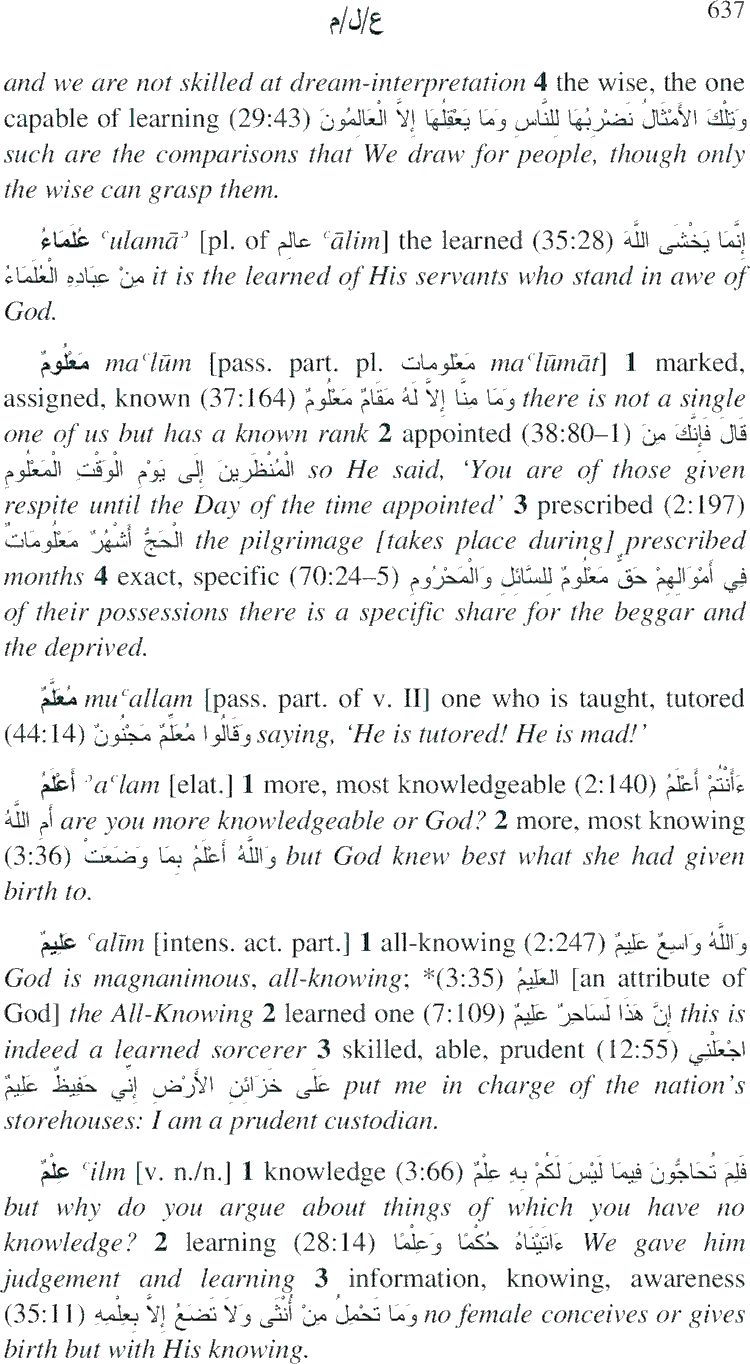 ع/ل/م 637
and we are not skilled at dream-interpretation 4 the wise, the one
capable of learning (29:43) وَتِلْكَ الأَمْثَالُ نَضْرِبُهَا لِلنَّاسِ وَمَا يَعْقِلُهَا إِلاَّ الْعَالِمُونَ
such are the comparisons that We draw for people, though only
the wise can grasp them.
عُلَمَاءُ ʿulamāʾ [pl. of عالِم ʿālim] the learned (35:28) إِنَّمَا يَخْشَى اللَّهَ
مِنْ عِبَادِهِ الْعُلَمَاءُ it is the learned of His servants who stand in awe of
God.
مَعْلُومٌ maʿlūm [pass. part. pl. مَعْلومات maʿlūmāt] 1 marked,
assigned, known (37:164) وَمَا مِنَّا إِلاَّ لَهُ مَقَامٌ مَعْلُومٌ there is not a single
one of us but has a known rank 2 appointed (38:80–1) قَالَ فَإِنَّكَ مِنَ
الْمُنْظَرِينَ إِلَى يَوْمِ الْوَقْتِ الْمَعْلُومِ so He said, ‘You are of those given
respite until the Day of the time appointed’ 3 prescribed (2:197)
الْحَجُّ أَشْهُرٌ مَعْلُومَاتٌ the pilgrimage [takes place during] prescribed
months 4 exact, specific (70:24–5) فِي أَمْوَالِهِمْ حَقٌّ مَعْلُومٌ لِلسَّائِلِ وَالْمَحْرُومِ
of their possessions there is a specific share for the beggar and
the deprived.
مُعَلَّمٌ muʿallam [pass. part. of v. II] one who is taught, tutored
(44:14) وَقَالُوا مُعَلَّمٌ مَجْنُونٌ saying, ‘He is tutored! He is mad!’
أَعْلَمُ ʾaʿlam [elat.] 1 more, most knowledgeable (2:140) ءَأَنْتُمْ أَعْلَمُ
أَمِ اللَّهُ are you more knowledgeable or God? 2 more, most knowing
(3:36) وَاللَّهُ أَعْلَمُ بِمَا وَضَعَتْ but God knew best what she had given
birth to.
عَلِيمٌ ʿalīm [intens. act. part.] 1 all-knowing (2:247) وَاللَّهُ وَاسِعٌ عَلِيمٌ
God is magnanimous, all-knowing; *(3:35) العَلِيمُ [an attribute of
God] the All-Knowing 2 learned one (7:109) إِنَّ هَذَا لَسَاحِرٌ عَلِيمٌ this is
indeed a learned sorcerer 3 skilled, able, prudent (12:55) اجْعَلْنِي
عَلَى خَزَائِنِ الأَرْضِ إِنِّي حَفِيظٌ عَلِيمٌ put me in charge of the nation’s
storehouses: I am a prudent custodian.
عِلْمٌ ʿilm [v. n./n.] 1 knowledge (3:66) فَلِمَ تُحَاجُّونَ فِيمَا لَيْسَ لَكُمْ بِهِ عِلْمٌ
but why do you argue about things of which you have no
knowledge? 2 learning (28:14) ءَاتَيْنَاهُ حُكْمًا وَعِلْمًا We gave him
judgement and learning 3 information, knowing, awareness
(35:11) وَمَا تَحْمِلُ مِنْ أُنْثَى وَلاَ تَضَعُ إِلاَّ بِعِلْمِهِ no female conceives or gives
birth but with His knowing.